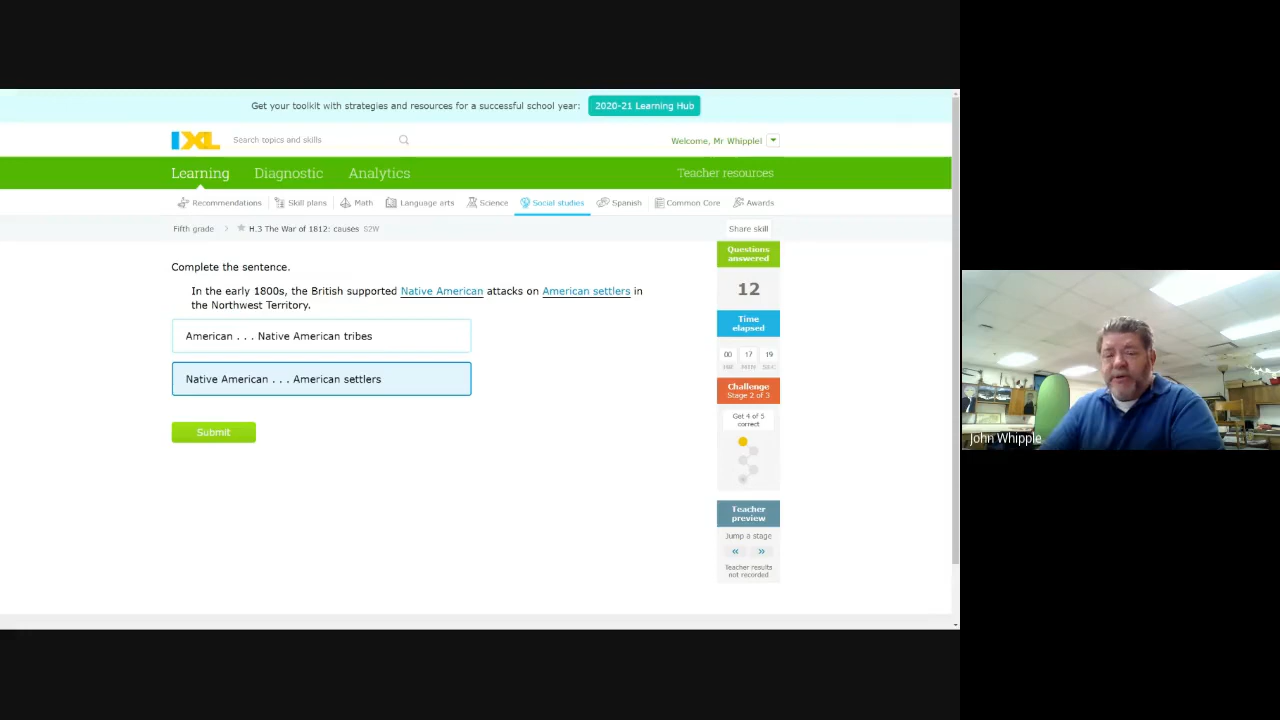 Get your toolkit with strategies and resources for a successful school year: 2020-21 Learning Hub
IXL Search topics and skills Welcome, Mr Whipple!
Learning Diagnostic Analytics Teacher resources
Recommendations Skill plans Math Language arts Science Social studies Spanish Common Core Awards
Fifth grade H.3 The War of 1812: causes S2W Share skill
Complete the sentence.
In the early 1800s, the British supported Native American attacks on American settlers in
the Northwest Territory.
American . . . Native American tribes
Native American . . . American settlers
Submit
Questions
answered
12
Time
elapsed
00 17 19
HR MIN SEC
Challenge
Stage 2 of 3
Get 4 of 5
correct
Teacher
preview
Jump a stage
Teacher results
not recorded
John Whipple